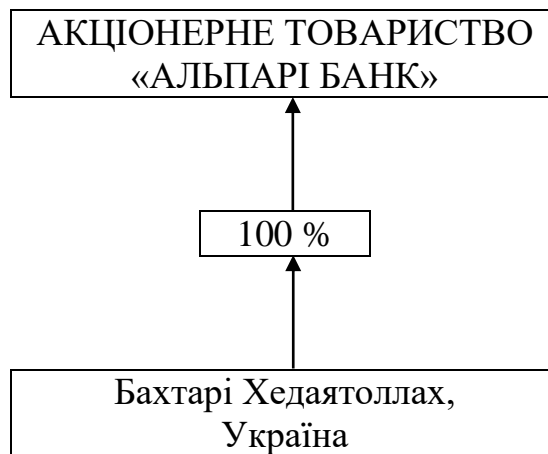 АКЦІОНЕРНЕ ТОВАРИСТВО
«АЛЬПАРІ БАНК»
100 %
Бахтарі Хедаятоллах,
Україна